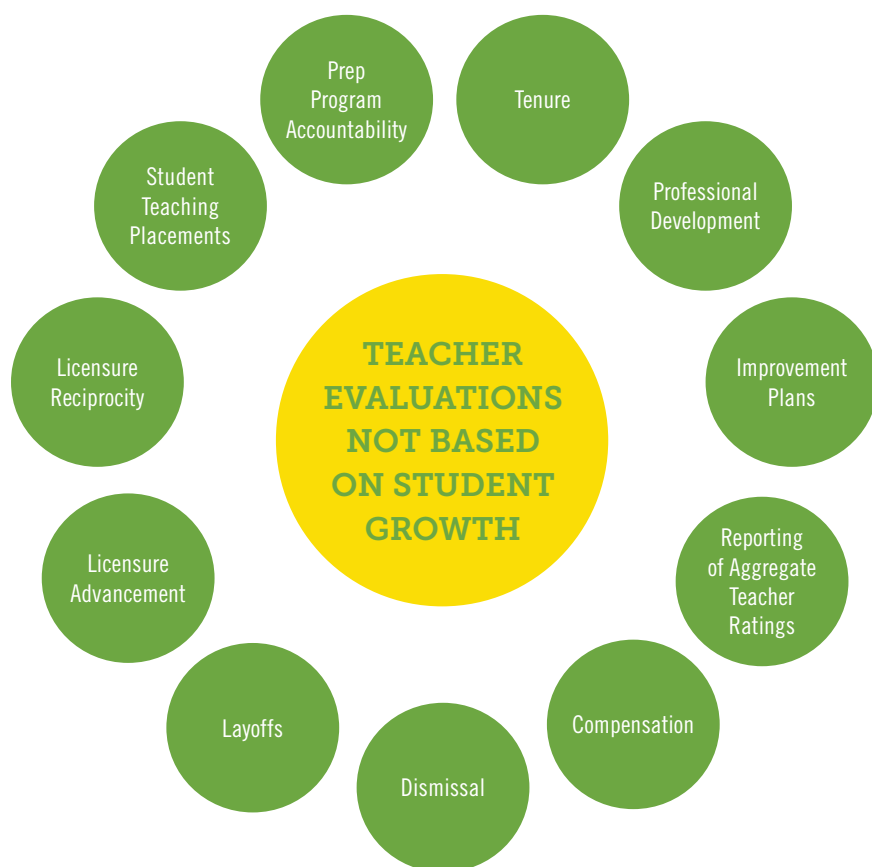 Prep
Program
Accountability
Tenure
Student
Teaching
Placements
Professional
Development
Licensure
Reciprocity
TEACHER
EVALUATIONS
NOT BASED
ON STUDENT
GROWTH
Improvement
Plans
Licensure
Advancement
Reporting
of Aggregate
Teacher
Ratings
Layoffs
Compensation
Dismissal